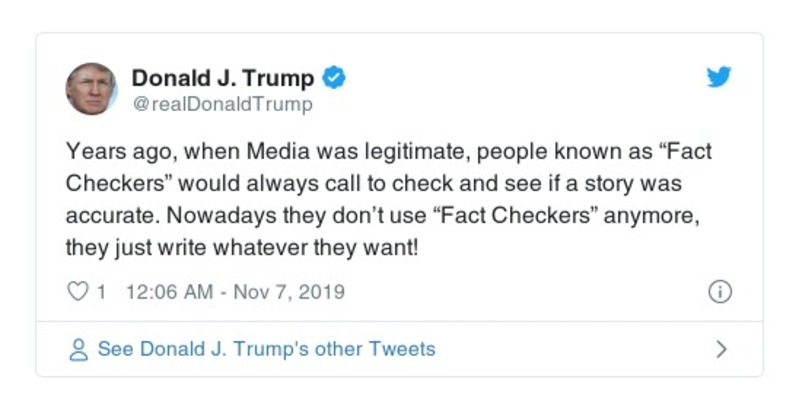 Donald J. Trump
@realDonaldTrump
Years ago, when Media was legitimate, people known as “Fact
Checkers” would always call to check and see if a story was
accurate. Nowadays they don’t use “Fact Checkers” anymore,
they just write whatever they want!
1 12:06 AM - Nov 7, 2019
See Donald J. Trump's other Tweets